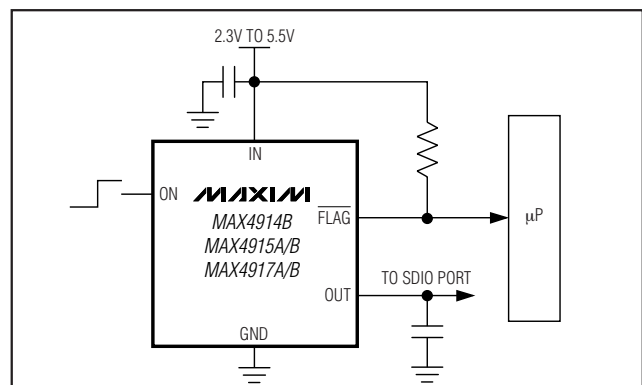 2.3V TO 5.5V
IN
ON
MAXIM
MAX4914B
MAX4915A/B
MAX4917A/B
FLAG
μP
TO SDIO PORT
OUT
GND